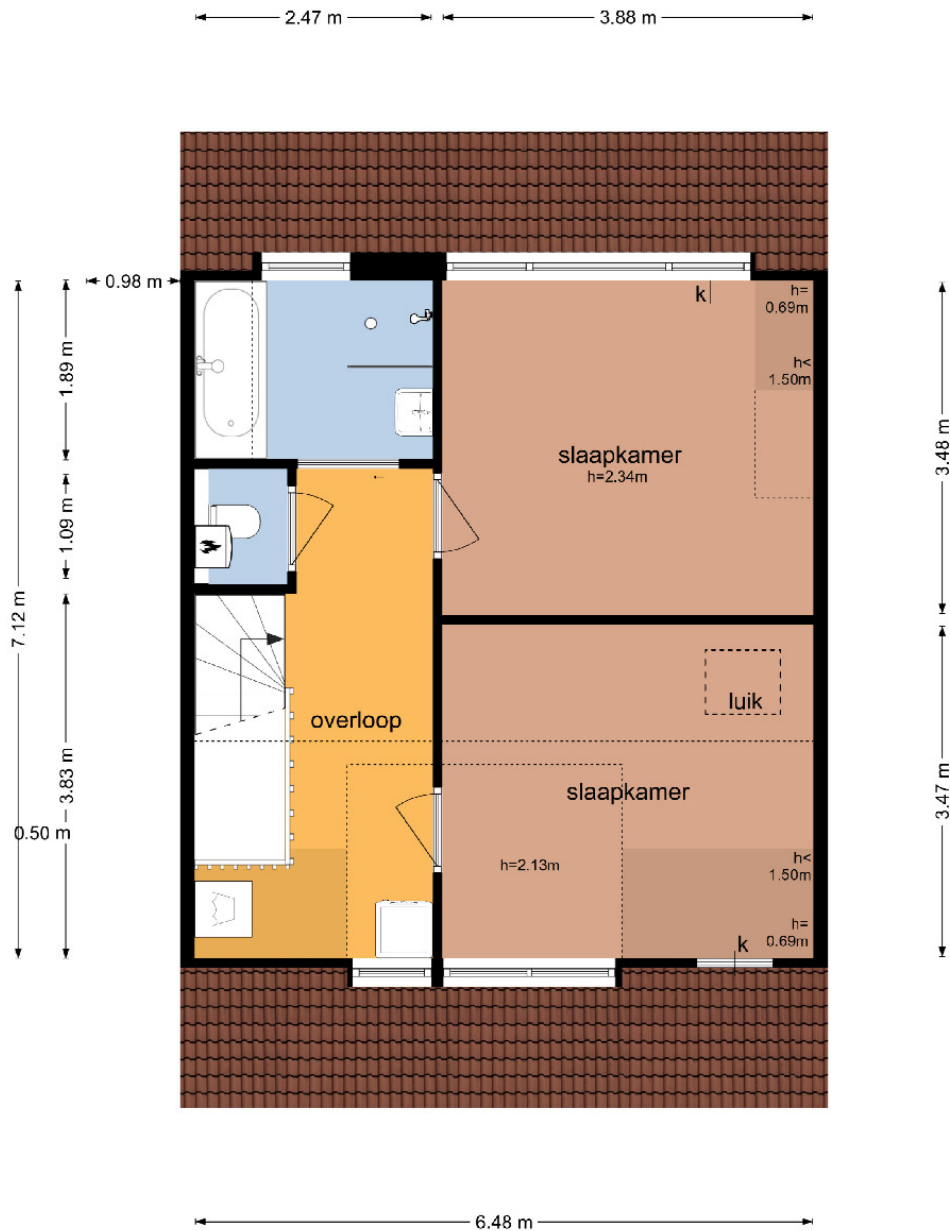 2.47 m
3.88 m
0.98 m
k
h=
0.69m
h<
1.50m
1.89 m
slaapkamer
h=2.34m
3.48 m
1.09 m
7.12 m
overloop
luik
slaapkamer
3.83 m
0.50 m
3.47 m
h=2.13m
h<
1.50m
h=
0.69m
k
6.48 m